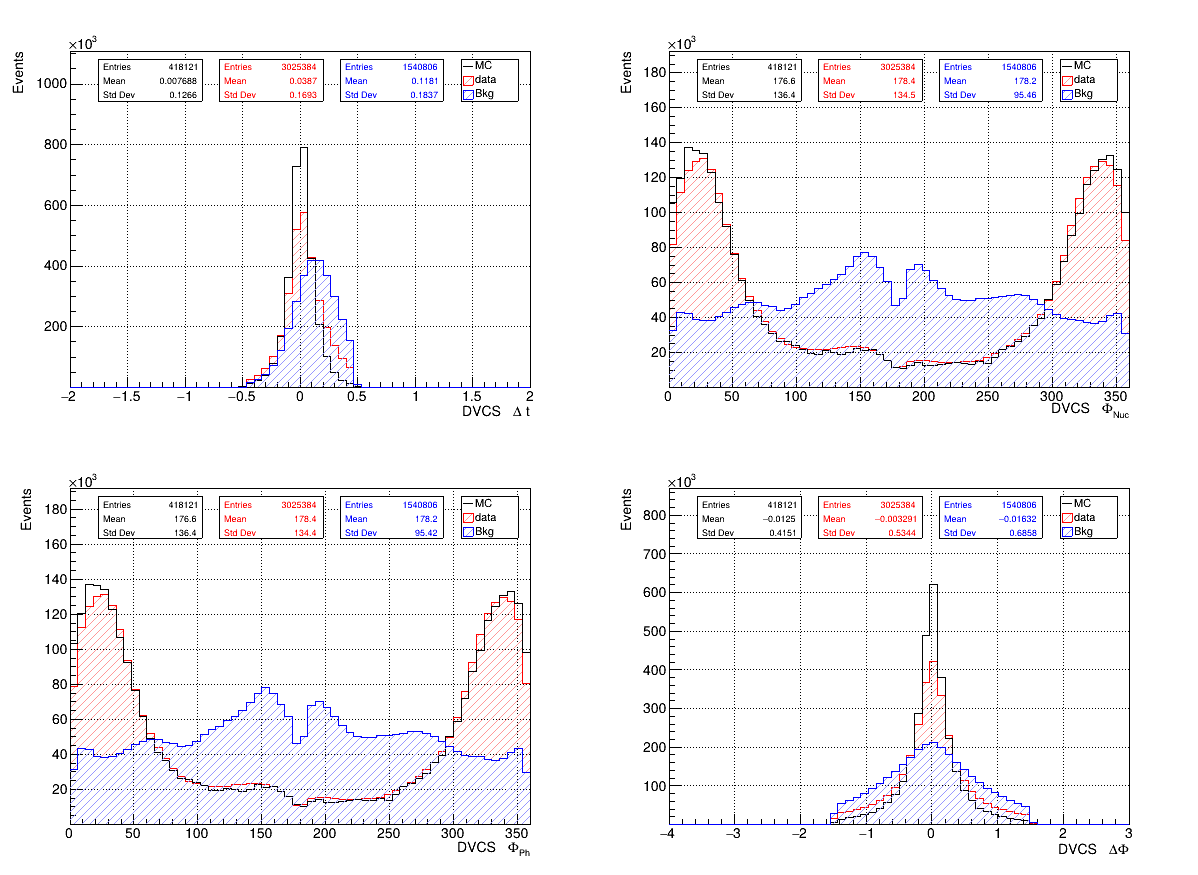 ×10³
Events
1000
800
600
400
200
−2 −1.5 −1 −0.5 0 0.5 1 1.5 2
DVCS Δ t
Entries 418121
Mean 0.007688
Std Dev 0.1266
Entries 3025384
Mean 0.0387
Std Dev 0.1693
Entries 1540806
Mean 0.1181
Std Dev 0.1837
MC
data
Bkg
×10³
Events
180
160
140
120
100
80
60
40
20
0 50 100 150 200 250 300 350
DVCS Φ_Nuc
Entries 418121
Mean 176.6
Std Dev 136.4
Entries 3025384
Mean 178.4
Std Dev 134.5
Entries 1540806
Mean 178.2
Std Dev 95.46
MC
data
Bkg
×10³
Events
180
160
140
120
100
80
60
40
20
0 50 100 150 200 250 300 350
DVCS Φ_Ph
Entries 418121
Mean 176.6
Std Dev 136.4
Entries 3025384
Mean 178.4
Std Dev 134.4
Entries 1540806
Mean 178.2
Std Dev 95.42
MC
data
Bkg
×10³
Events
800
700
600
500
400
300
200
100
−4 −3 −2 −1 0 1 2 3
DVCS ΔΦ
Entries 418121
Mean −0.0125
Std Dev 0.4151
Entries 3025384
Mean −0.003291
Std Dev 0.5344
Entries 1540806
Mean −0.01632
Std Dev 0.6858
MC
data
Bkg